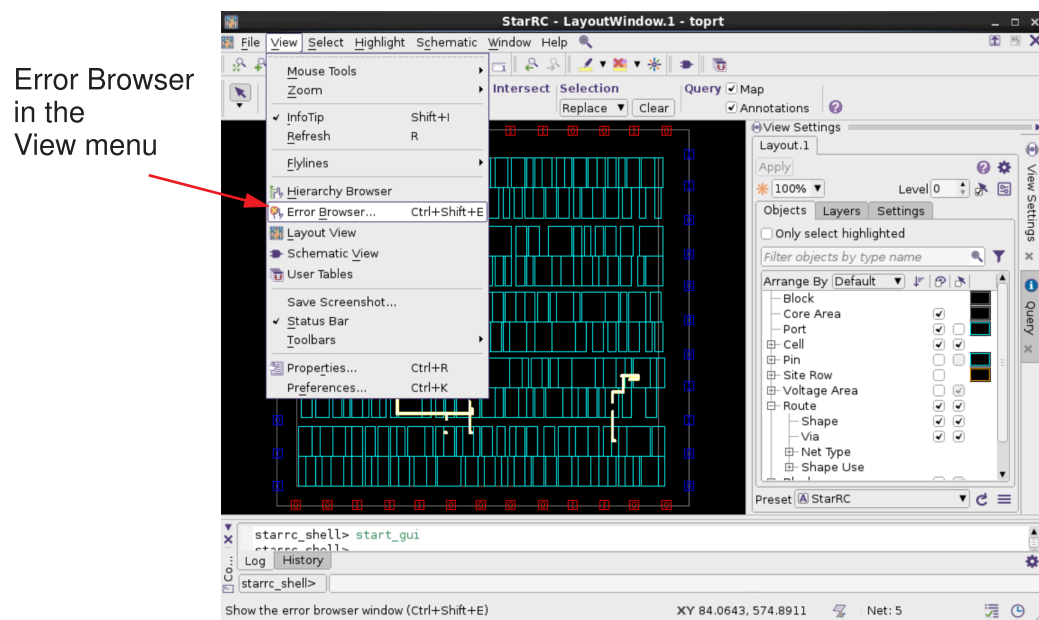 Error Browser
in the
View menu
StarRC - LayoutWindow.1 - toprt
File View Select Highlight Schematic Window Help
Mouse Tools
Zoom
InfoTip Shift+I
Refresh R
Flylines
Hierarchy Browser
Error Browser... Ctrl+Shift+E
Layout View
Schematic View
User Tables
Save Screenshot...
Status Bar
Toolbars
Properties... Ctrl+R
Preferences... Ctrl+K
Intersect Selection Query Map
Replace Clear Annotations
View Settings
Layout.1
Apply
100% Level 0
Objects Layers Settings
Only select highlighted
Filter objects by type name
Arrange By Default
Block
Core Area
Port
Cell
Pin
Site Row
Voltage Area
Route
Shape
Via
Net Type
Shape Use
Preset A StarRC
View Settings
Query
starrc_shell> start_gui
starrc_shell>
Log History
Co...
starrc_shell>
Show the error browser window (Ctrl+Shift+E) XY 84.0643, 574.8911 Net: 5